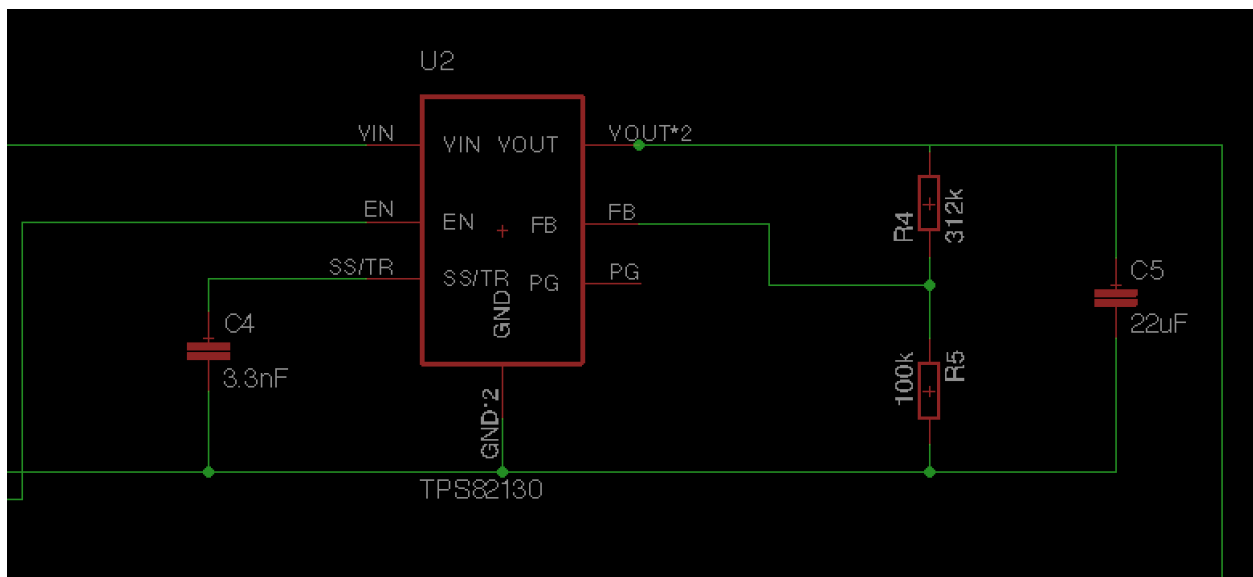 U2
VIN
VIN VOUT
VOUT*2
EN
EN
FB
FB
SS/TR
SS/TR
PG
PG
GND
R4
312k
C4
3.3nF
C5
22uF
100k
R5
GND*2
TPS82130